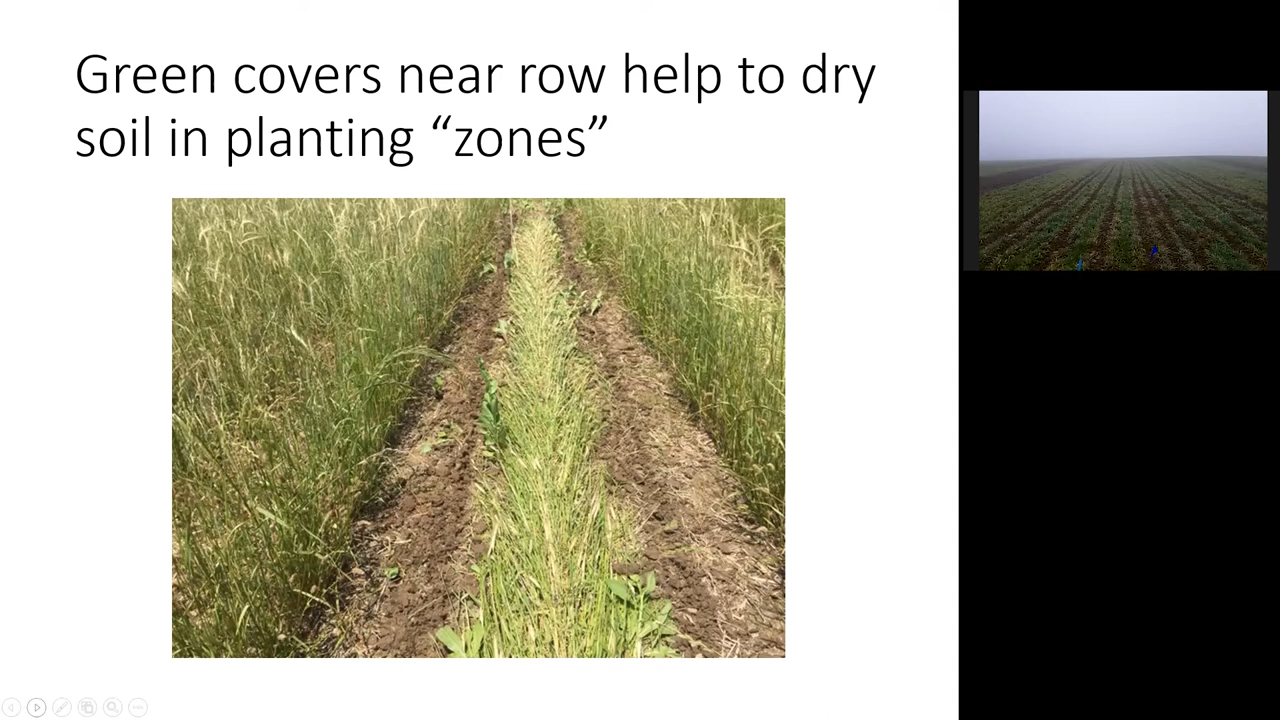 Green covers near row help to dry
soil in planting “zones”